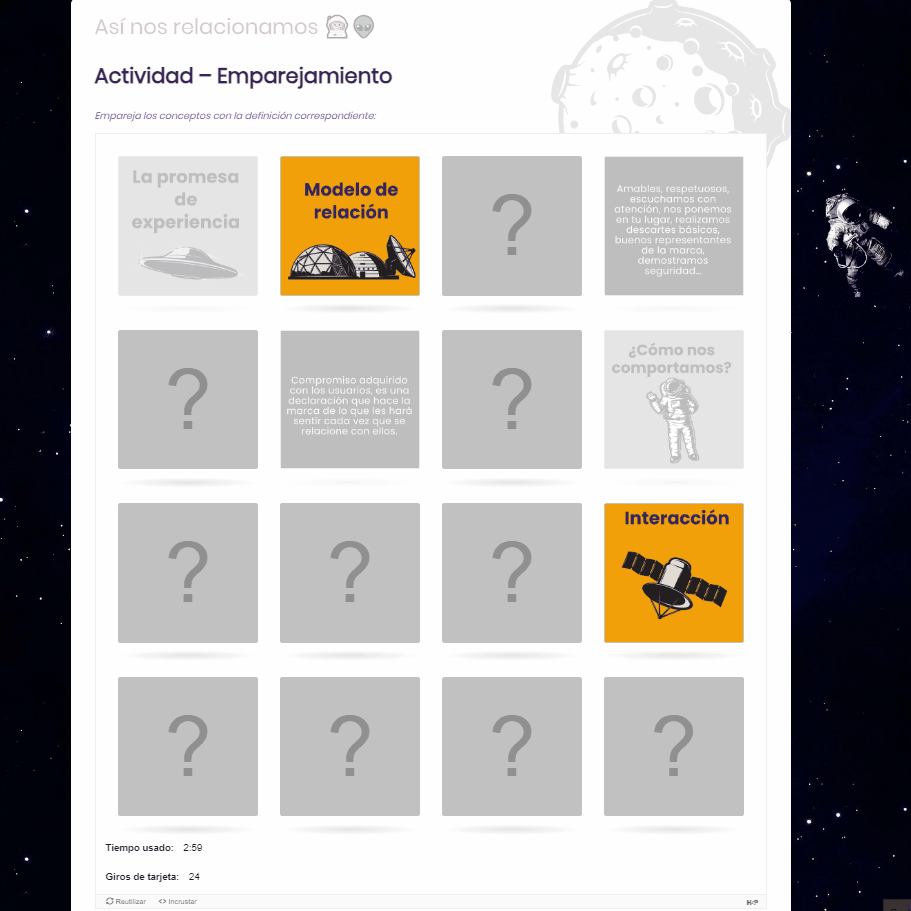 Así nos relacionamos
Actividad – Emparejamiento
Empareja los conceptos con la definición correspondiente:
La promesa
de
experiencia
Modelo de
relación
?
Amables, respetuosos,
escuchamos con
atención, nos ponemos
en tu lugar, realizamos
descartes básicos,
buenos representantes
de la marca,
demostramos
seguridad...
?
Compromiso adquirido
con los usuarios, es una
declaración que hace la
marca de lo que les hará
sentir cada vez que se
relacione con ellos.
?
¿Cómo nos
comportamos?
?
?
?
Interacción
?
?
?
?
Tiempo usado: 2:59
Giros de tarjeta: 24
Reutilizar <> Incrustar H5P